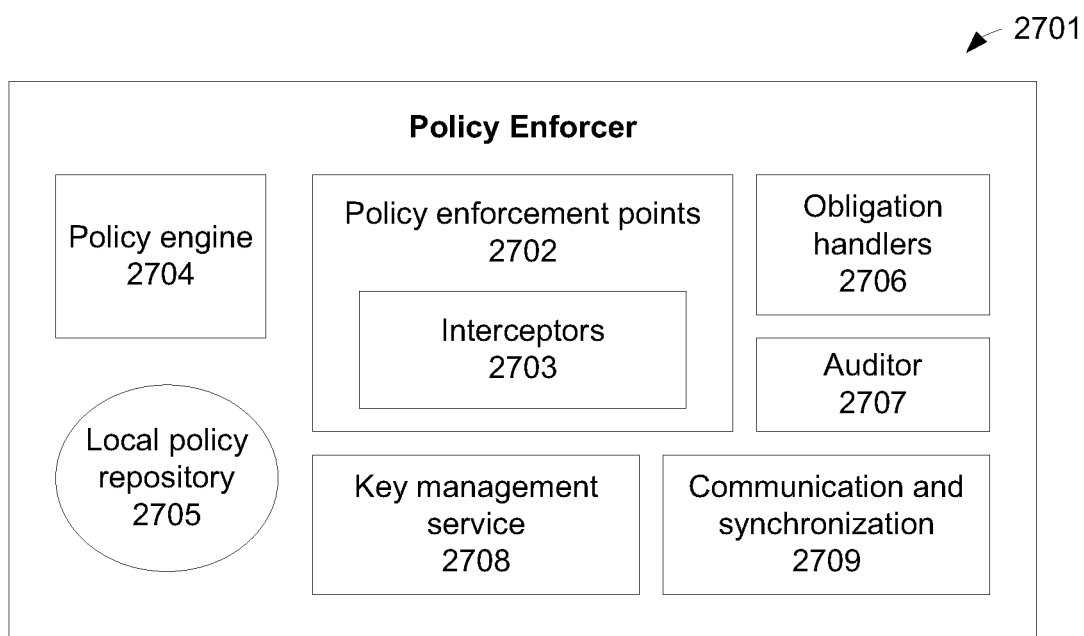 2701
Policy Enforcer
Policy engine
2704
Policy enforcement points
2702
Interceptors
2703
Obligation
handlers
2706
Auditor
2707
Local policy
repository
2705
Key management
service
2708
Communication and
synchronization
2709